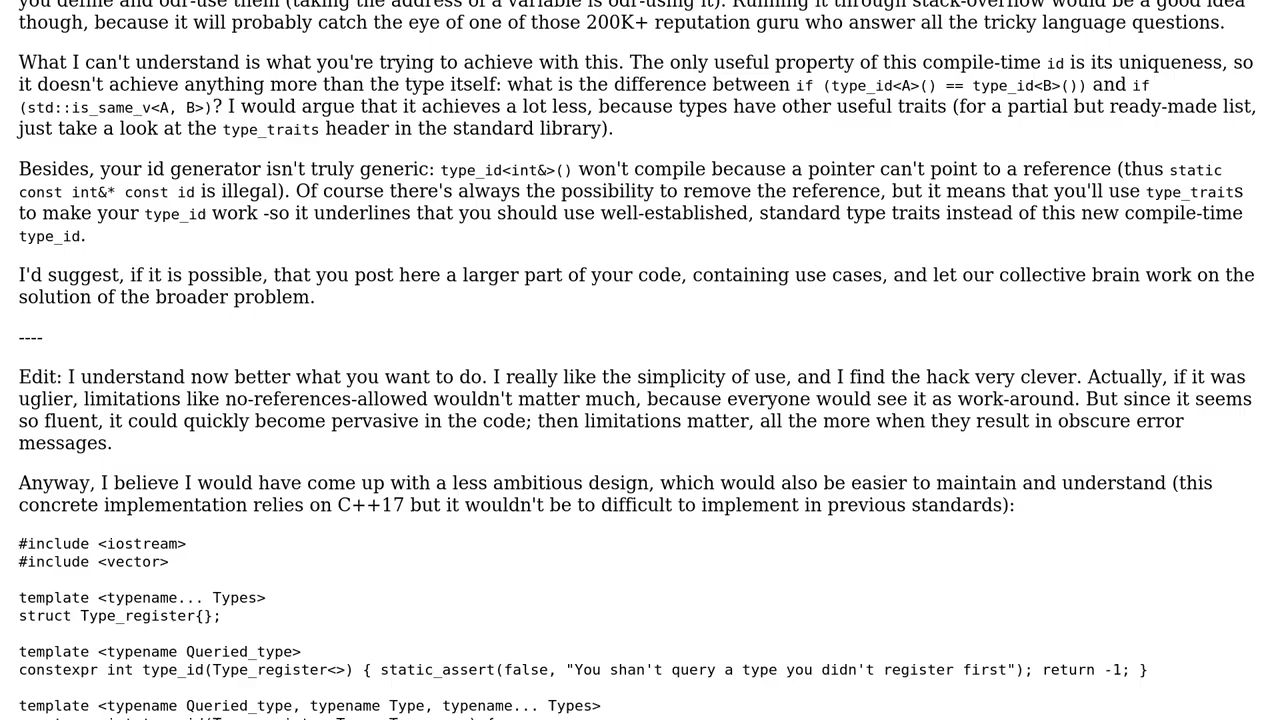 you define and odr-use them (taking the address of a variable is odr-using it). Running it through stack-overflow would be a good idea
though, because it will probably catch the eye of one of those 200K+ reputation guru who answer all the tricky language questions.
What I can't understand is what you're trying to achieve with this. The only useful property of this compile-time id is its uniqueness, so
it doesn't achieve anything more than the type itself: what is the difference between if (type_id<A>() == type_id<B>()) and if
(std::is_same_v<A, B>)? I would argue that it achieves a lot less, because types have other useful traits (for a partial but ready-made list,
just take a look at the type_traits header in the standard library).
Besides, your id generator isn't truly generic: type_id<int&>() won't compile because a pointer can't point to a reference (thus static
const int&* const id is illegal). Of course there's always the possibility to remove the reference, but it means that you'll use type_traits
to make your type_id work -so it underlines that you should use well-established, standard type traits instead of this new compile-time
type_id.
I'd suggest, if it is possible, that you post here a larger part of your code, containing use cases, and let our collective brain work on the
solution of the broader problem.
----
Edit: I understand now better what you want to do. I really like the simplicity of use, and I find the hack very clever. Actually, if it was
uglier, limitations like no-references-allowed wouldn't matter much, because everyone would see it as work-around. But since it seems
so fluent, it could quickly become pervasive in the code; then limitations matter, all the more when they result in obscure error
messages.
Anyway, I believe I would have come up with a less ambitious design, which would also be easier to maintain and understand (this
concrete implementation relies on C++17 but it wouldn't be to difficult to implement in previous standards):
#include <iostream>
#include <vector>
template <typename... Types>
struct Type_register{};
template <typename Queried_type>
constexpr int type_id(Type_register<>) { static_assert(false, "You shan't query a type you didn't register first"); return -1; }
template <typename Queried_type, typename Type, typename... Types>